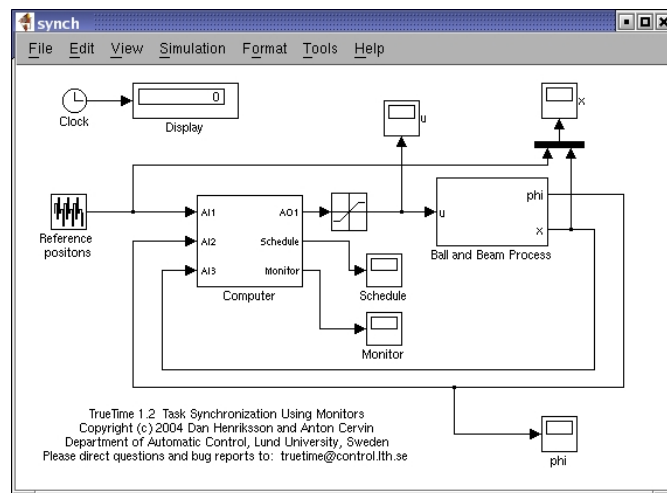 synch
File Edit View Simulation Format Tools Help
Clock
0
Display
u
x
Reference
positons
AI1
AI2
AI3
AO1
Schedule
Monitor
Computer
u
phi
x
Ball and Beam Process
Schedule
Monitor
phi
TrueTime 1.2 Task Synchronization Using Monitors
Copyright (c) 2004 Dan Henriksson and Anton Cervin
Department of Automatic Control, Lund University, Sweden
Please direct questions and bug reports to: truetime@control.lth.se